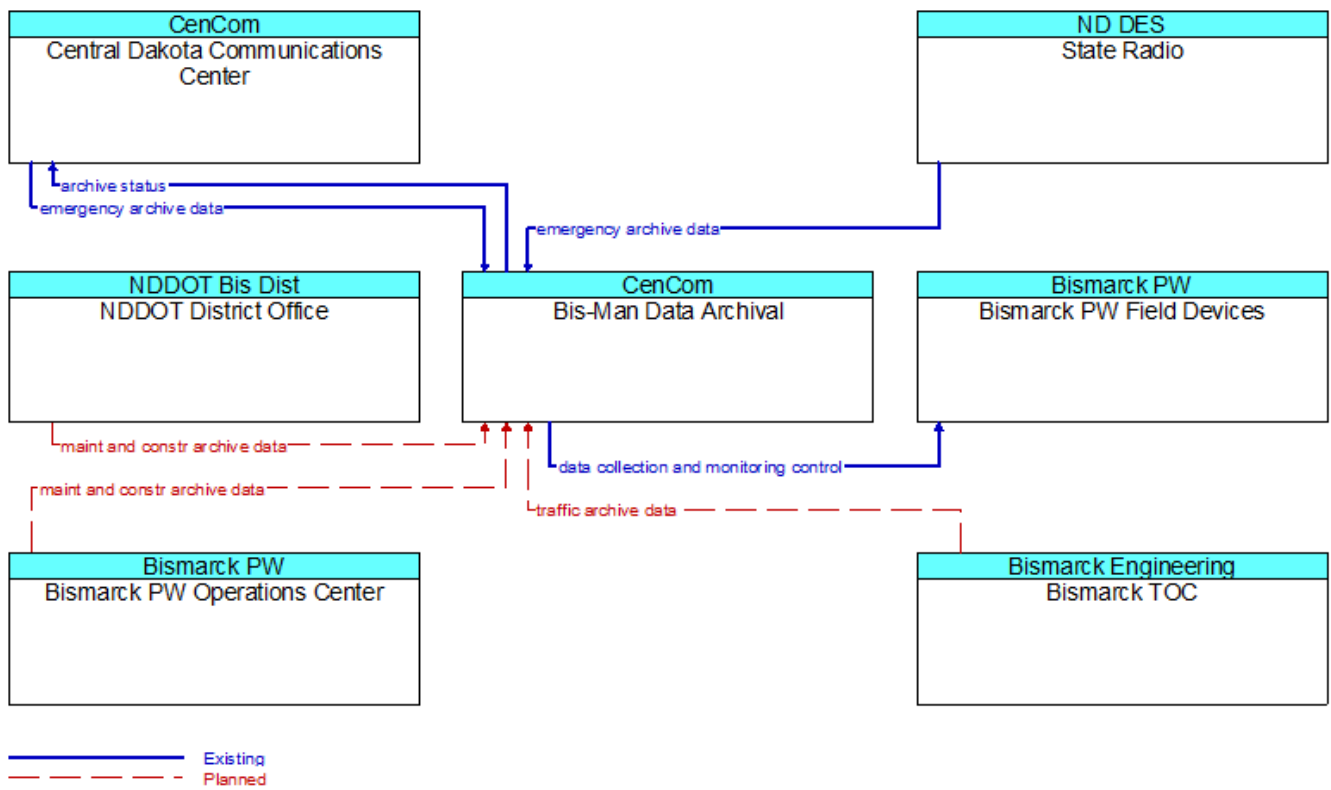 CenCom
Central Dakota Communications
Center
ND DES
State Radio
archive status
emergency archive data
emergency archive data
NDDOT Bis Dist
NDDOT District Office
CenCom
Bis-Man Data Archival
Bismarck PW
Bismarck PW Field Devices
maint and constr archive data
data collection and monitoring control
maint and constr archive data
traffic archive data
Bismarck PW
Bismarck PW Operations Center
Bismarck Engineering
Bismarck TOC
Existing
Planned